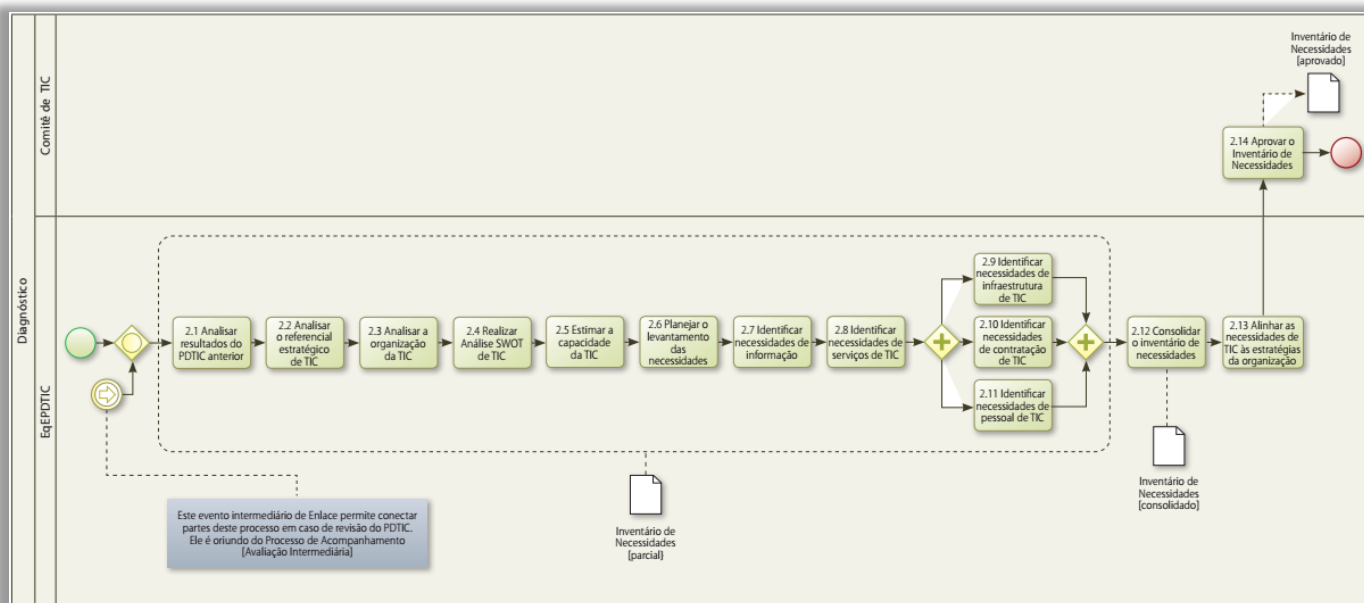 Diagnóstico
Comitê de TIC
Inventário de
Necessidades
[aprovado]
2.14 Aprovar o
Inventário de
Necessidades
EqEPDTIC
2.1 Analisar
resultados do
PDTIC anterior
2.2 Analisar
o referencial
estratégico de
TIC
2.3 Analisar a
organização
da TIC
2.4 Realizar
Análise SWOT
de TIC
2.5 Estimar a
capacidade
da TIC
2.6 Planejar o
levantamento
das
necessidades
2.7 Identificar
necessidades de
informação
2.8 Identificar
necessidades de
serviços de TIC
2.9 Identificar
necessidades de
infraestrutura
de TIC
2.10 Identificar
necessidades
de contratação
de TIC
2.11 Identificar
necessidades de
pessoal de TIC
2.12 Consolidar
o inventário de
necessidades
2.13 Alinhar as
necessidades de
TIC às estratégias
da organização
Este evento intermediário de Enlace permite conectar
partes deste processo em caso de revisão do PDTIC.
Ele é oriundo do Processo de Acompanhamento
[Avaliação Intermediária]
Inventário de
Necessidades
[parcial}
Inventário de
Necessidades
[consolidado]